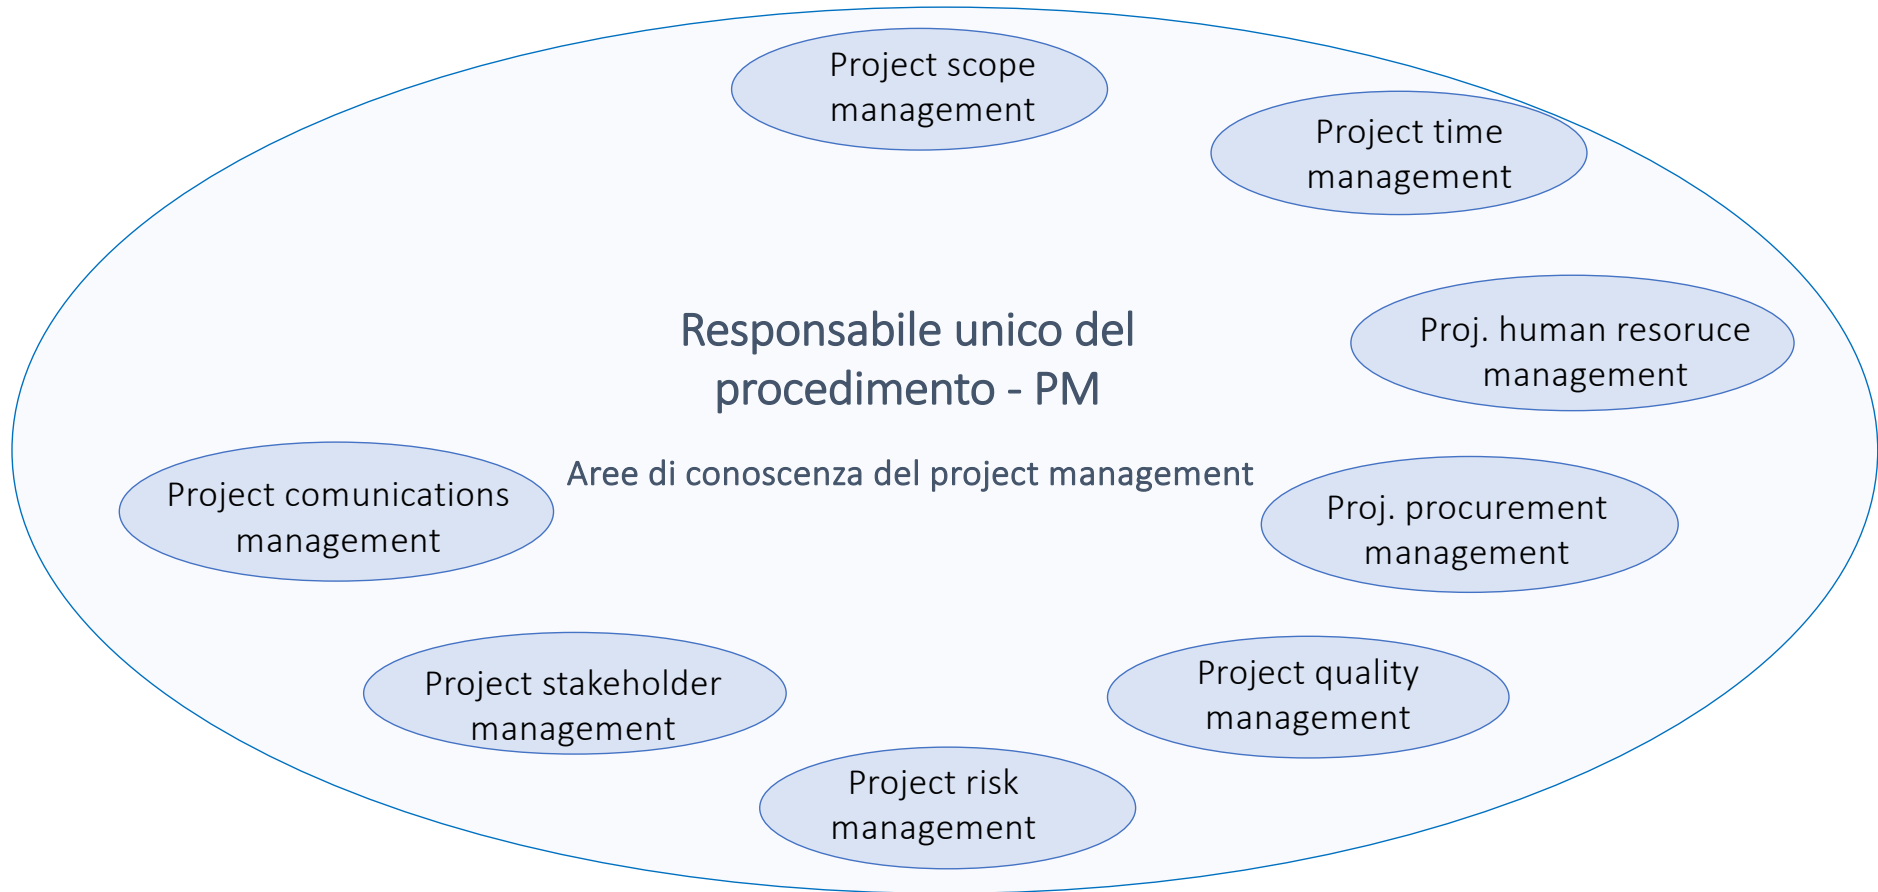 Project scope
management
Project time
management
Responsabile unico del
procedimento - PM
Proj. human resoruce
management
Aree di conoscenza del project management
Project comunications
management
Proj. procurement
management
Project stakeholder
management
Project quality
management
Project risk
management